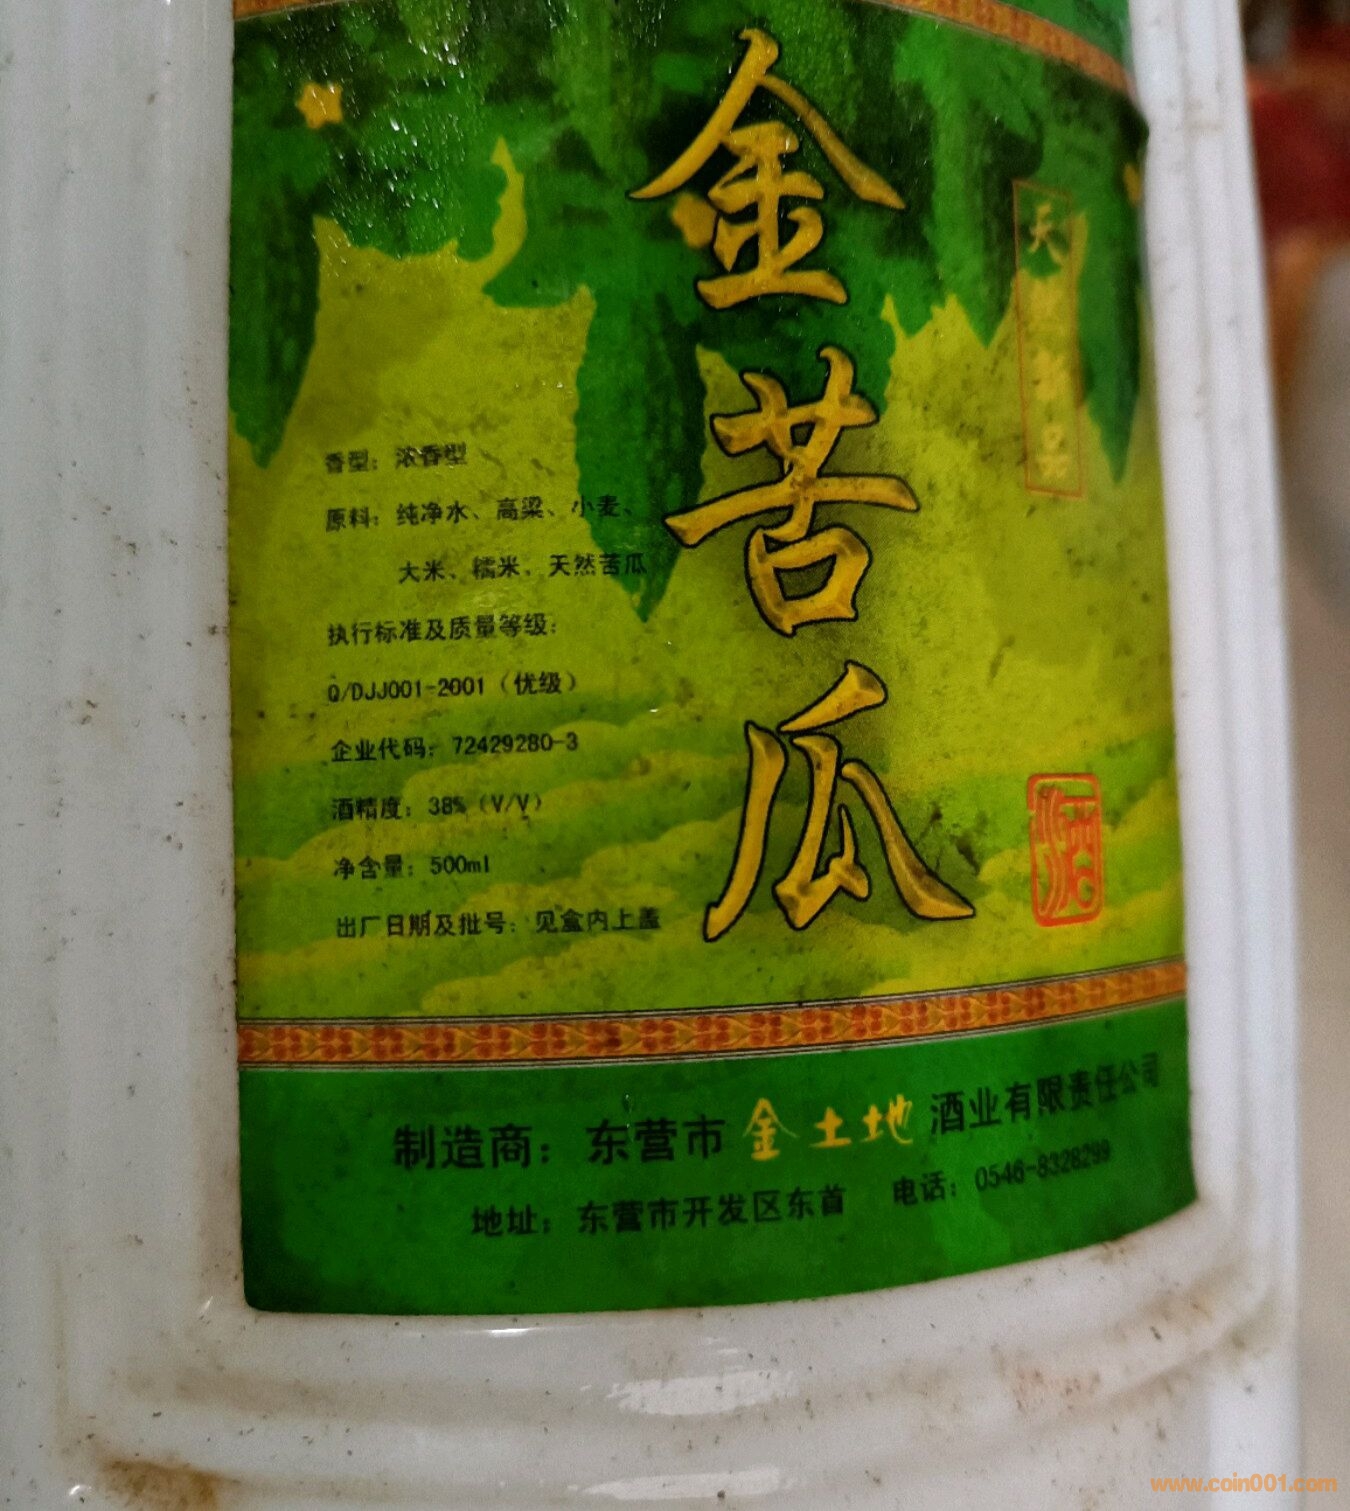 金苦瓜
天
品
酒
香型：浓香型
原料：纯净水、高粱、小麦、
大米、糯米、天然苦瓜
执行标准及质量等级：
Q/DJJ001-2001（优级）
企业代码：72429280-3
酒精度：38%（V/V）
净含量：500ml
出厂日期及批号：见盒内上盖
制造商：东营市金土地酒业有限责任公司
地址：东营市开发区东首 电话：0546-8328299
www.coin001.com